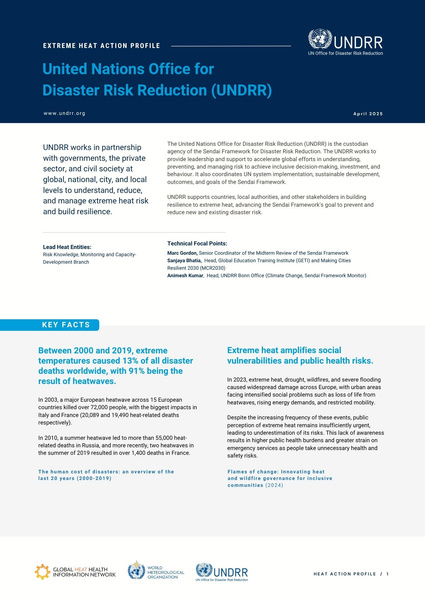 EXTREME HEAT ACTION PROFILE
UNDRR
UN Office for Disaster Risk Reduction
United Nations Office for
Disaster Risk Reduction (UNDRR)
www.undrr.org
April 2025
UNDRR works in partnership
with governments, the private
sector, and civil society at
global, national, city, and local
levels to understand, reduce,
and manage extreme heat risk
and build resilience.
The United Nations Office for Disaster Risk Reduction (UNDRR) is the custodian
agency of the Sendai Framework for Disaster Risk Reduction. The UNDRR works to
provide leadership and support to accelerate global efforts in understanding,
preventing, and managing risk to achieve inclusive decision-making, investment, and
behaviour. It also coordinates UN system implementation, sustainable development,
outcomes, and goals of the Sendai Framework.
UNDRR supports countries, local authorities, and other stakeholders in building
resilience to extreme heat, advancing the Sendai Framework's goal to prevent and
reduce new and existing disaster risk.
Lead Heat Entities:
Risk Knowledge, Monitoring and Capacity-
Development Branch
Technical Focal Points:
Marc Gordon, Senior Coordinator of the Midterm Review of the Sendai Framework
Sanjaya Bhatia, Head, Global Education Training Institute (GETI) and Making Cities
Resilient 2030 (MCR2030)
Animesh Kumar, Head, UNDRR Bonn Office (Climate Change, Sendai Framework Monitor)
KEY FACTS
Between 2000 and 2019, extreme
temperatures caused 13% of all disaster
deaths worldwide, with 91% being the
result of heatwaves.
In 2003, a major European heatwave across 15 European
countries killed over 72,000 people, with the biggest impacts in
Italy and France (20,089 and 19,490 heat-related deaths
respectively).
In 2010, a summer heatwave led to more than 55,000 heat-
related deaths in Russia, and more recently, two heatwaves in
the summer of 2019 resulted in over 1,400 deaths in France.
The human cost of disasters: an overview of the
last 20 years (2000-2019)
Extreme heat amplifies social
vulnerabilities and public health risks.
In 2023, extreme heat, drought, wildfires, and severe flooding
caused widespread damage across Europe, with urban areas
facing intensified social problems such as loss of life from
heatwaves, rising energy demands, and restricted mobility.
Despite the increasing frequency of these events, public
perception of extreme heat remains insufficiently urgent,
leading to underestimation of its risks. This lack of awareness
results in higher public health burdens and greater strain on
emergency services as people take unnecessary health and
safety risks.
Flames of change: Innovating heat
and wildfire governance for inclusive
communities (2024)
GLOBAL HEAT HEALTH
INFORMATION NETWORK
WORLD
METEOROLOGICAL
ORGANIZATION
UNDRR
UN Office for Disaster Risk Reduction
HEAT ACTION PROFILE / 1